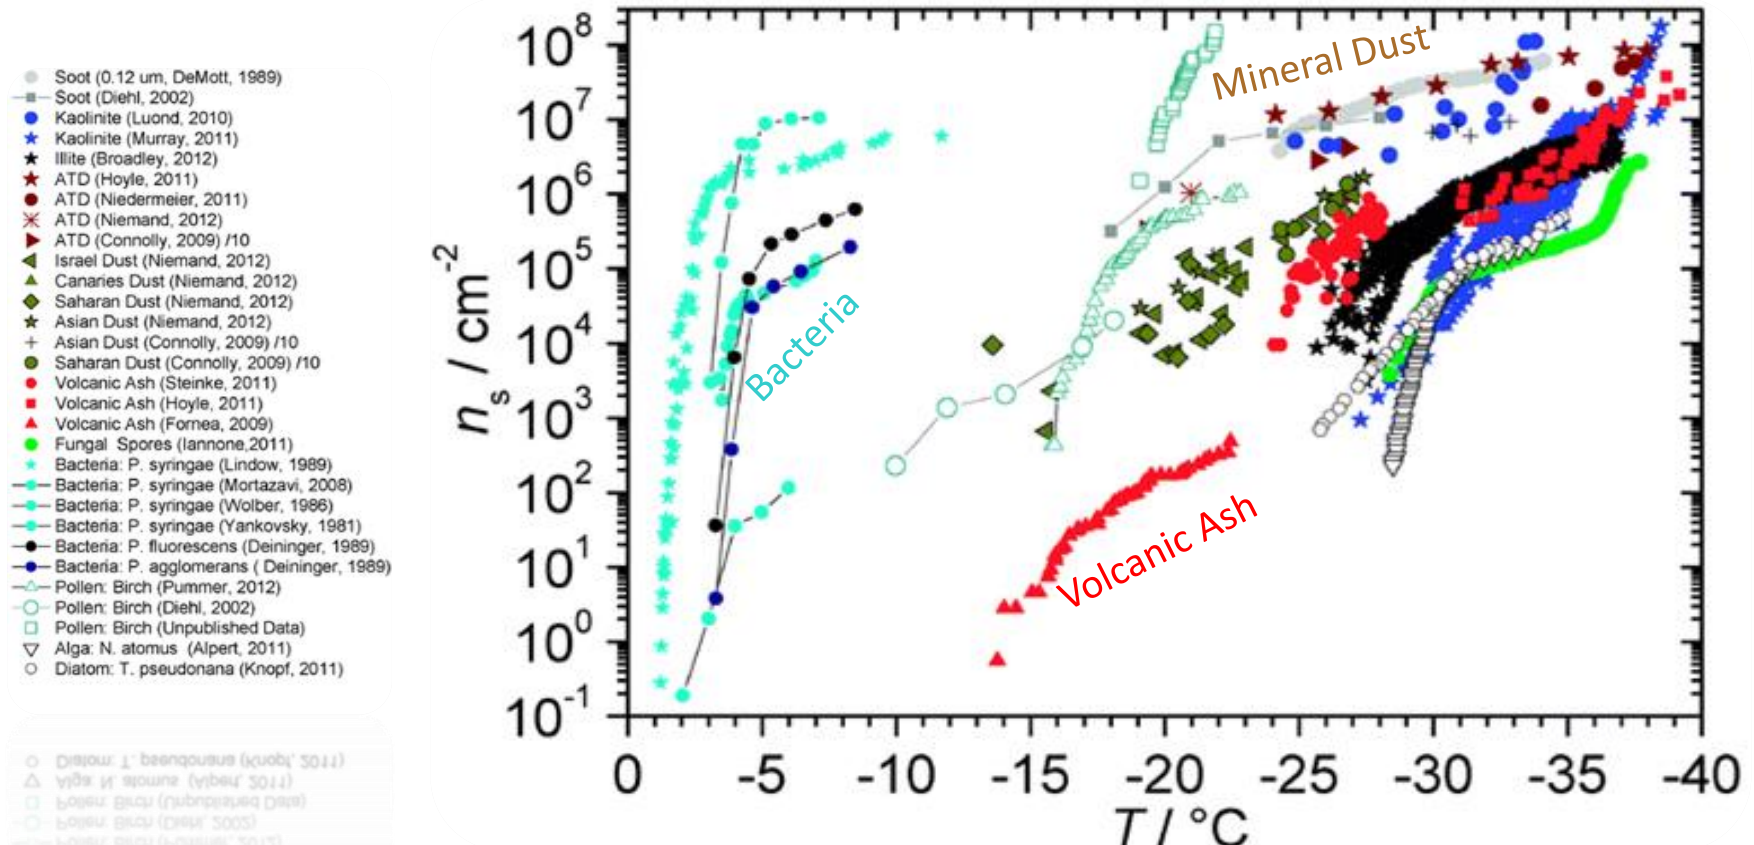 Soot (0.12 um, DeMott, 1989)
Soot (Diehl, 2002)
Kaolinite (Luond, 2010)
Kaolinite (Murray, 2011)
Illite (Broadley, 2012)
ATD (Hoyle, 2011)
ATD (Niedermeier, 2011)
ATD (Niemand, 2012)
ATD (Connolly, 2009) /10
Israel Dust (Niemand, 2012)
Canaries Dust (Niemand, 2012)
Saharan Dust (Niemand, 2012)
Asian Dust (Niemand, 2012)
Asian Dust (Connolly, 2009) /10
Saharan Dust (Connolly, 2009) /10
Volcanic Ash (Steinke, 2011)
Volcanic Ash (Hoyle, 2011)
Volcanic Ash (Fornea, 2009)
Fungal Spores (Iannone,2011)
Bacteria: P. syringae (Lindow, 1989)
Bacteria: P. syringae (Mortazavi, 2008)
Bacteria: P. syringae (Wolber, 1986)
Bacteria: P. syringae (Yankovsky, 1981)
Bacteria: P. fluorescens (Deininger, 1989)
Bacteria: P. agglomerans ( Deininger, 1989)
Pollen: Birch (Pummer, 2012)
Pollen: Birch (Diehl, 2002)
Pollen: Birch (Unpublished Data)
Alga: N. atomus (Alpert, 2011)
Diatom: T. pseudonana (Knopf, 2011)
n_s / cm^-2
10^8
10^7
10^6
10^5
10^4
10^3
10^2
10^1
10^0
10^-1
Mineral Dust
Bacteria
Volcanic Ash
0 -5 -10 -15 -20 -25 -30 -35 -40
T / °C